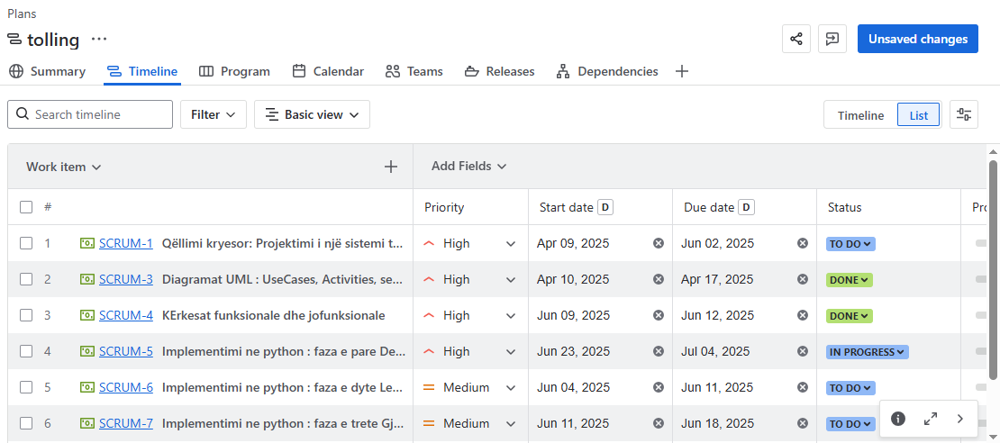 Plans
tolling ...
Unsaved changes
Summary Timeline Program Calendar Teams Releases Dependencies
Search timeline Filter Basic view Timeline List
Work item Add Fields
# Priority Start date D Due date D Status Pro
1 SCRUM-1 Qëllimi kryesor: Projektimi i një sistemi t... High Apr 09, 2025 Jun 02, 2025 TO DO
2 SCRUM-3 Diagramat UML : UseCases, Activities, se... High Apr 10, 2025 Apr 17, 2025 DONE
3 SCRUM-4 KErkesat funksionale dhe jofunksionale High Jun 09, 2025 Jun 12, 2025 DONE
4 SCRUM-5 Implementimi ne python : faza e pare De... High Jun 23, 2025 Jul 04, 2025 IN PROGRESS
5 SCRUM-6 Implementimi ne python : faza e dyte Le... Medium Jun 04, 2025 Jun 11, 2025 TO DO
6 SCRUM-7 Implementimi ne python : faza e trete Gj... Medium Jun 11, 2025 Jun 18, 2025 TO DO